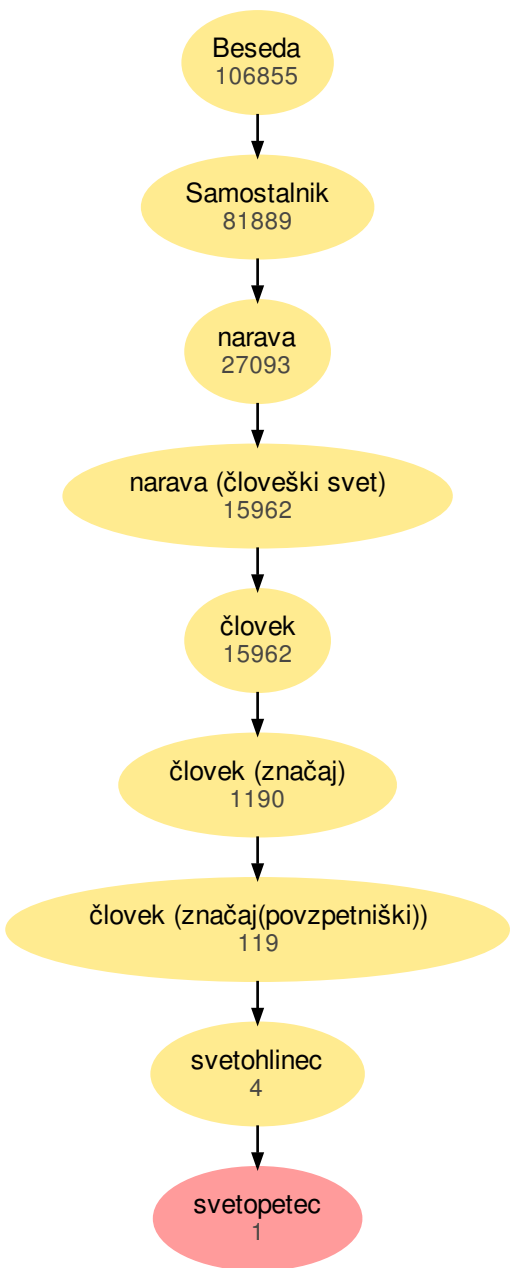 Beseda
106855
Samostalnik
81889
narava
27093
narava (človeški svet)
15962
človek
15962
človek (značaj)
1190
človek (značaj(povzpetniški))
119
svetohlinec
4
svetopetec
1